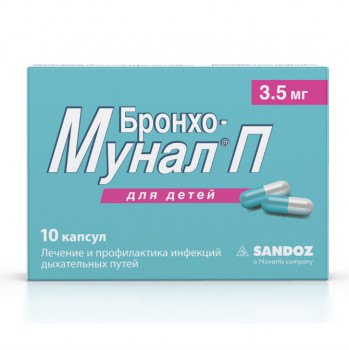 3.5 мг
Бронхо-
Мунал® П
для детей
10 капсул
Лечение и профилактика инфекций
дыхательных путей
SANDOZ
a Novartis company